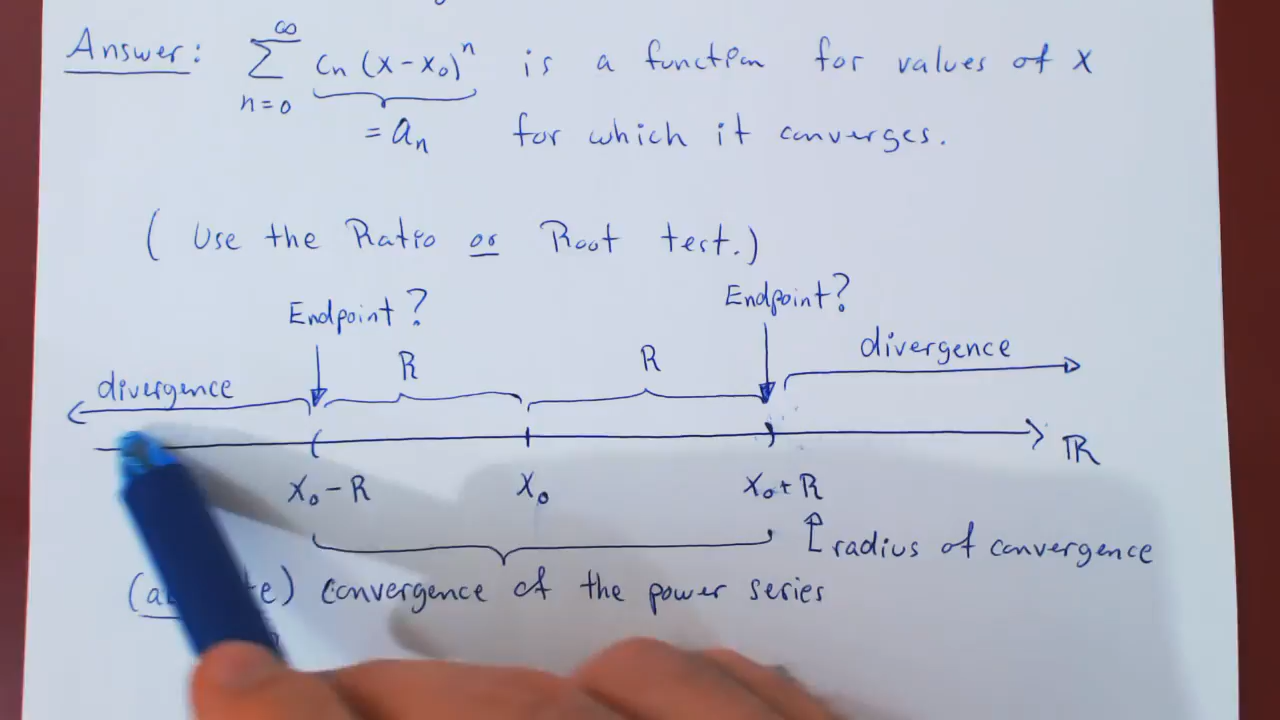 Answer: ∞
∑ cn (x-x₀)ⁿ is a function for values of x
n=0
= an for which it converges.
( Use the Ratio or Root test.)
Endpoint? Endpoint?
divergence R R divergence
ℝ
x₀-R x₀ x₀+R
radius of convergence
convergence of the power series